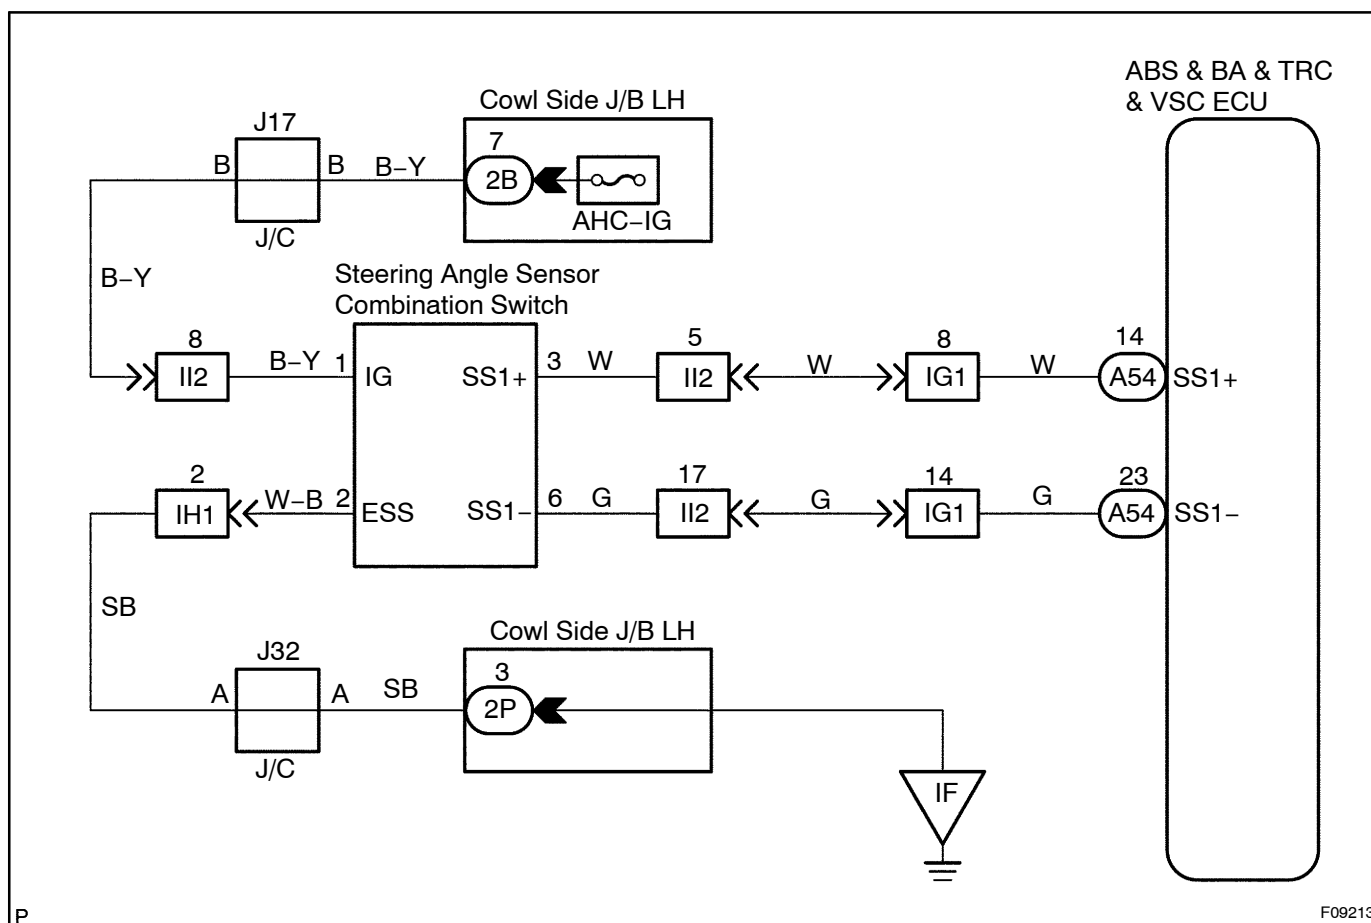 ABS & BA & TRC
& VSC ECU
Cowl Side J/B LH
J17
7
B
B
B–Y
2B
AHC–IG
J/C
B–Y
Steering Angle Sensor
Combination Switch
8
II2
B–Y
1
IG
SS1+
3
W
5
II2
W
8
IG1
W
14
A54
SS1+
2
IH1
W–B
2
ESS
SS1–
6
G
17
II2
G
14
IG1
G
23
A54
SS1–
SB
Cowl Side J/B LH
J32
3
A
A
SB
2P
J/C
IF
P
F09213